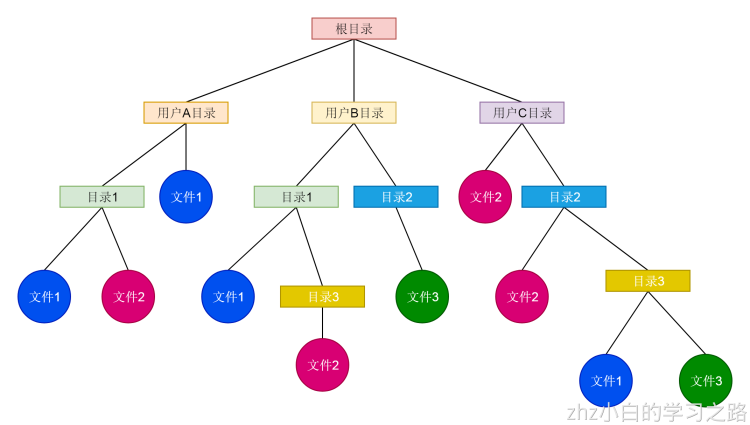 根目录
用户A目录
用户B目录
用户C目录
目录1
文件1
目录1
目录2
文件2
目录2
文件1
文件2
文件1
目录3
文件3
文件2
目录3
文件2
文件1
文件3
zhz小白的学习之路